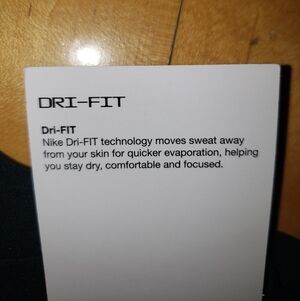 DRI-FIT
Dri-FIT
Nike Dri-FIT technology moves sweat away
from your skin for quicker evaporation, helping
you stay dry, comfortable and focused.